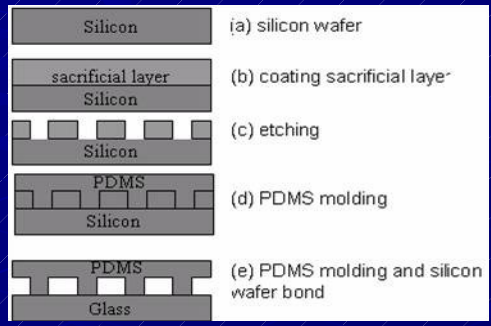 Silicon
(a) silicon wafer
sacrificial layer
Silicon
(b) coating sacrificial layer
Silicon
(c) etching
PDMS
Silicon
(d) PDMS molding
PDMS
Glass
(e) PDMS molding and silicon
wafer bond